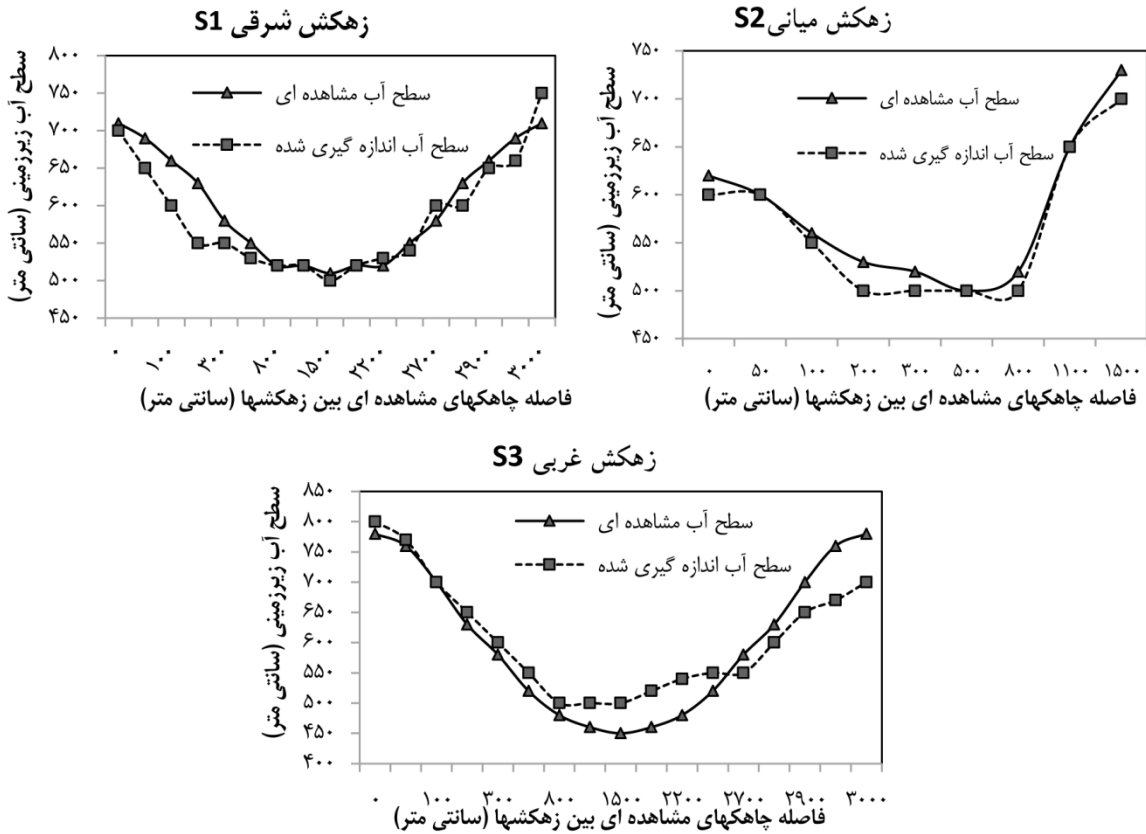 زهکش شرقی S1
سطح آب زیرزمینی (سانتی متر)
۸۰۰
۷۵۰
۷۰۰
۶۵۰
۶۰۰
۵۵۰
۵۰۰
۴۵۰
سطح آب مشاهده ای
سطح آب اندازه گیری شده
۰ ۱۰۰ ۳۰۰ ۸۰۰ ۱۵۰۰ ۲۲۰۰ ۲۷۰۰ ۲۹۰۰ ۳۰۰۰
فاصله چاهکهای مشاهده ای بین زهکشها (سانتی متر)
زهکش میانی S2
سطح آب زیرزمینی (سانتی متر)
۷۵۰
۷۰۰
۶۵۰
۶۰۰
۵۵۰
۵۰۰
۴۵۰
سطح آب مشاهده ای
سطح آب اندازه گیری شده
۰ ۵۰ ۱۰۰ ۲۰۰ ۳۰۰ ۵۰۰ ۸۰۰ ۱۱۰۰ ۱۵۰۰
فاصله چاهکهای مشاهده ای بین زهکشها (سانتی متر)
زهکش غربی S3
سطح آب زیرزمینی (سانتی متر)
۸۵۰
۸۰۰
۷۵۰
۷۰۰
۶۵۰
۶۰۰
۵۵۰
۵۰۰
۴۵۰
۴۰۰
سطح آب مشاهده ای
سطح آب اندازه گیری شده
۰ ۱۰۰ ۳۰۰ ۸۰۰ ۱۵۰۰ ۲۲۰۰ ۲۷۰۰ ۲۹۰۰ ۳۰۰۰
فاصله چاهکهای مشاهده ای بین زهکشها (سانتی متر)